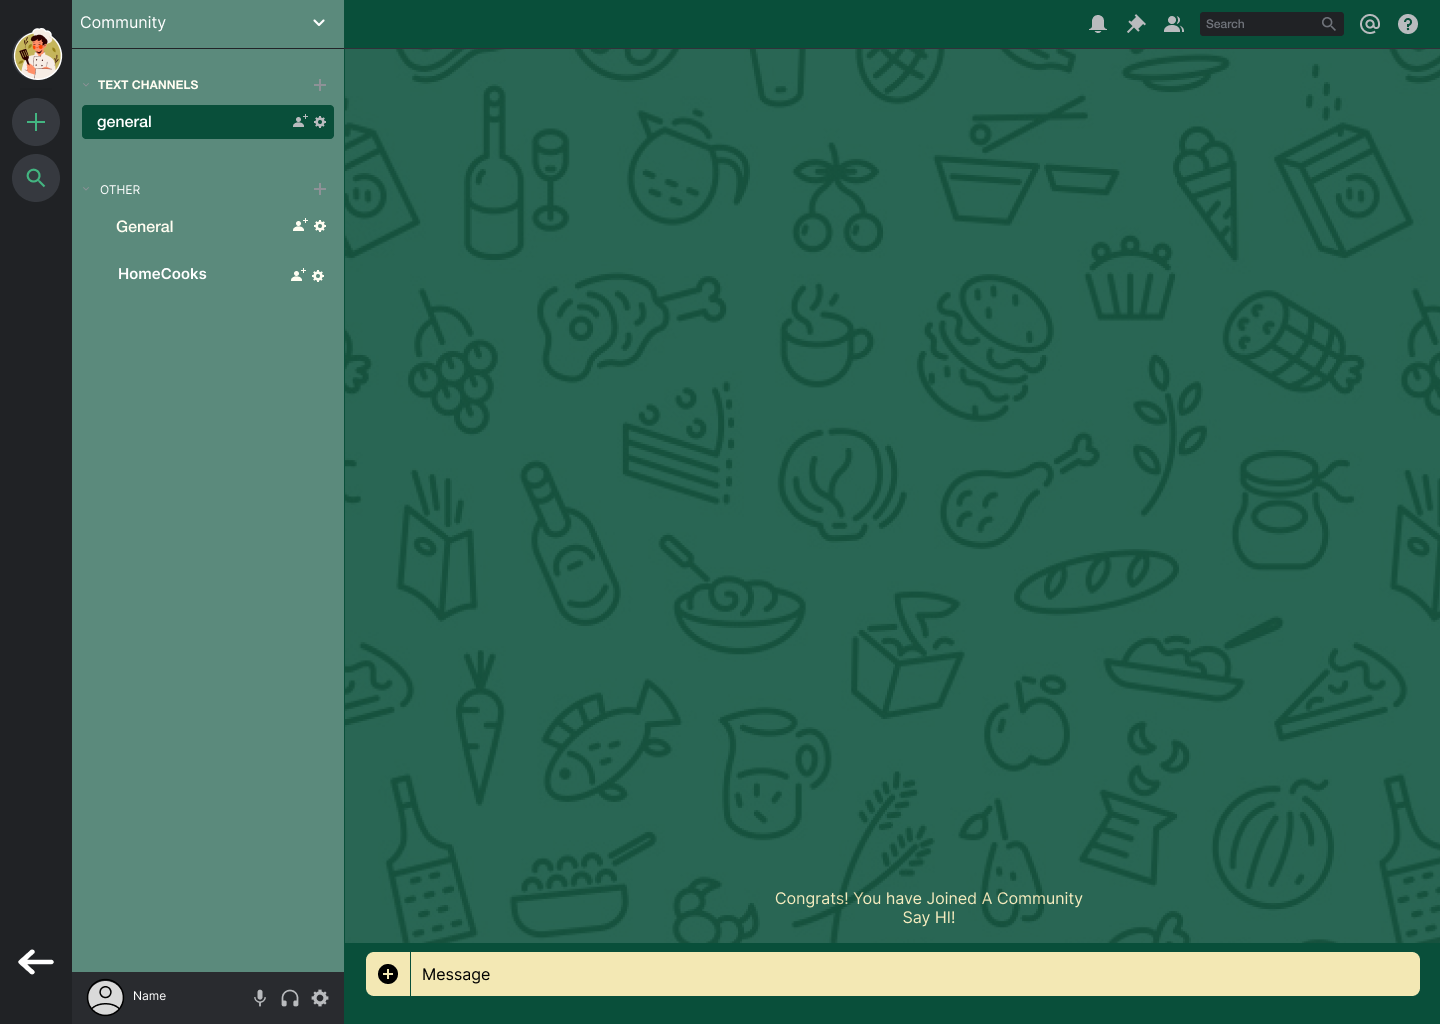 Community
Search
TEXT CHANNELS
general
OTHER
General
HomeCooks
Congrats! You have Joined A Community
Say HI!
Message
Name